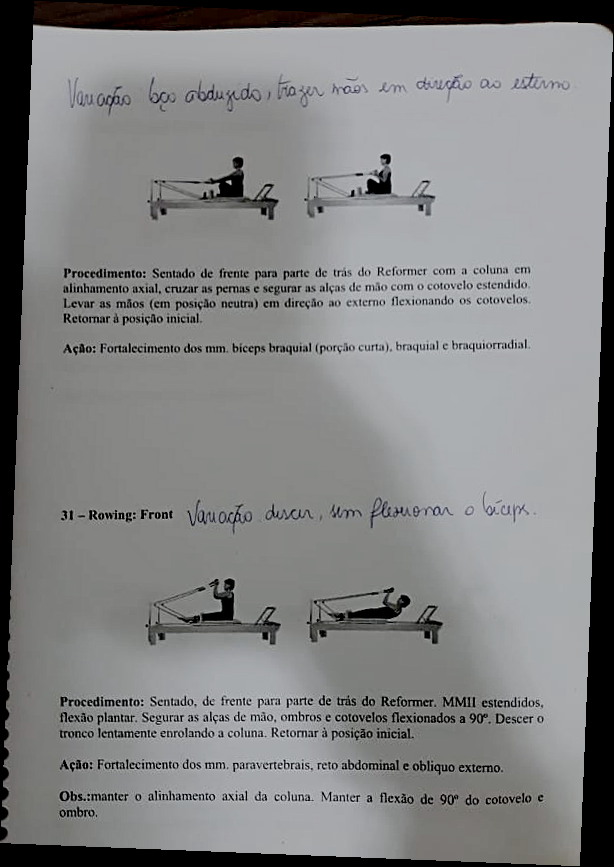 Variação baço abduzido, trazer mãos em direção ao esterno.
Procedimento: Sentado de frente para parte de trás do Reformer com a coluna em
alinhamento axial, cruzar as pernas e segurar as alças de mão com o cotovelo estendido.
Levar as mãos (em posição neutra) em direção ao externo flexionando os cotovelos.
Retornar à posição inicial.
Ação: Fortalecimento dos mm. bíceps braquial (porção curta), braquial e braquiorradial.
31 – Rowing: Front Variação. descer, sem flexionar o bíceps.
Procedimento: Sentado, de frente para parte de trás do Reformer. MMII estendidos,
flexão plantar. Segurar as alças de mão, ombros e cotovelos flexionados a 90º. Descer o
tronco lentamente enrolando a coluna. Retornar à posição inicial.
Ação: Fortalecimento dos mm. paravertebrais, reto abdominal e obliquo externo.
Obs.:manter o alinhamento axial da coluna. Manter a flexão de 90º do cotovelo e
ombro.